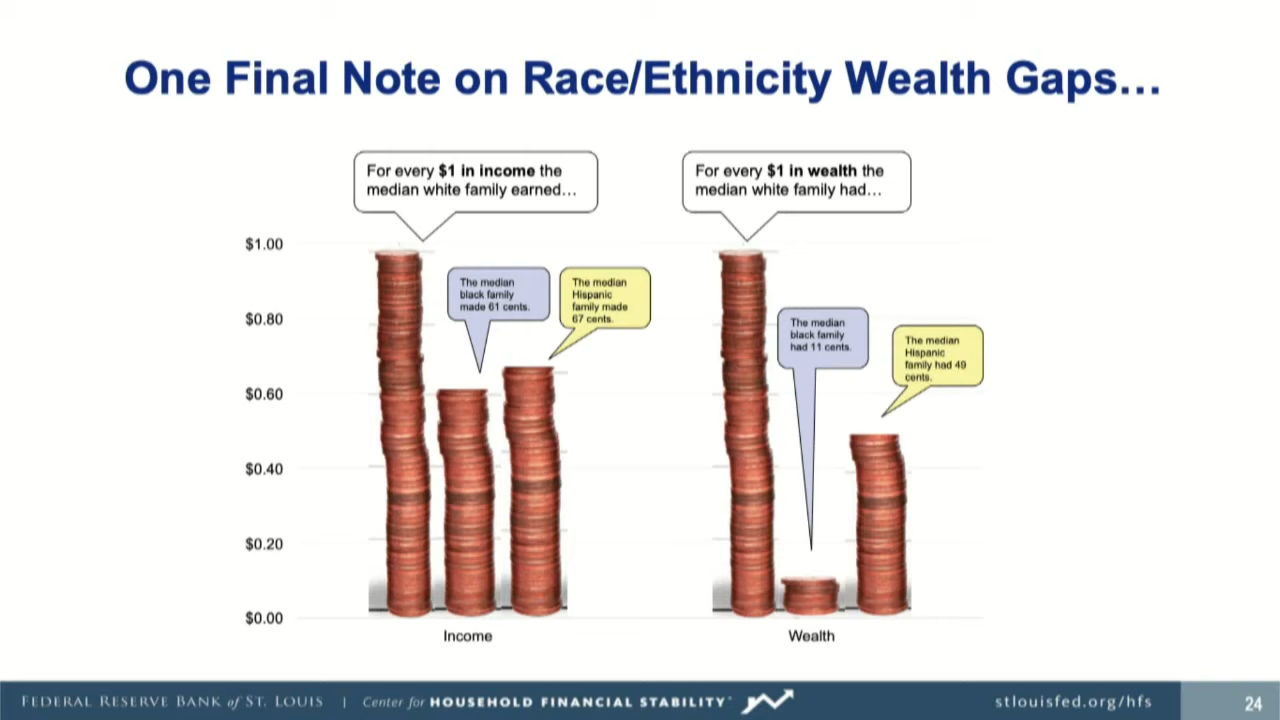 One Final Note on Race/Ethnicity Wealth Gaps…
For every $1 in income the
median white family earned…
For every $1 in wealth the
median white family had…
$1.00
$0.80
$0.60
$0.40
$0.20
$0.00
The median
black family
made 61 cents.
The median
Hispanic
family made
67 cents.
The median
black family
had 11 cents.
The median
Hispanic
family had 49
cents.
Income
Wealth
FEDERAL RESERVE BANK of ST. LOUIS | Center for HOUSEHOLD FINANCIAL STABILITY™
stlouisfed.org/hfs
24